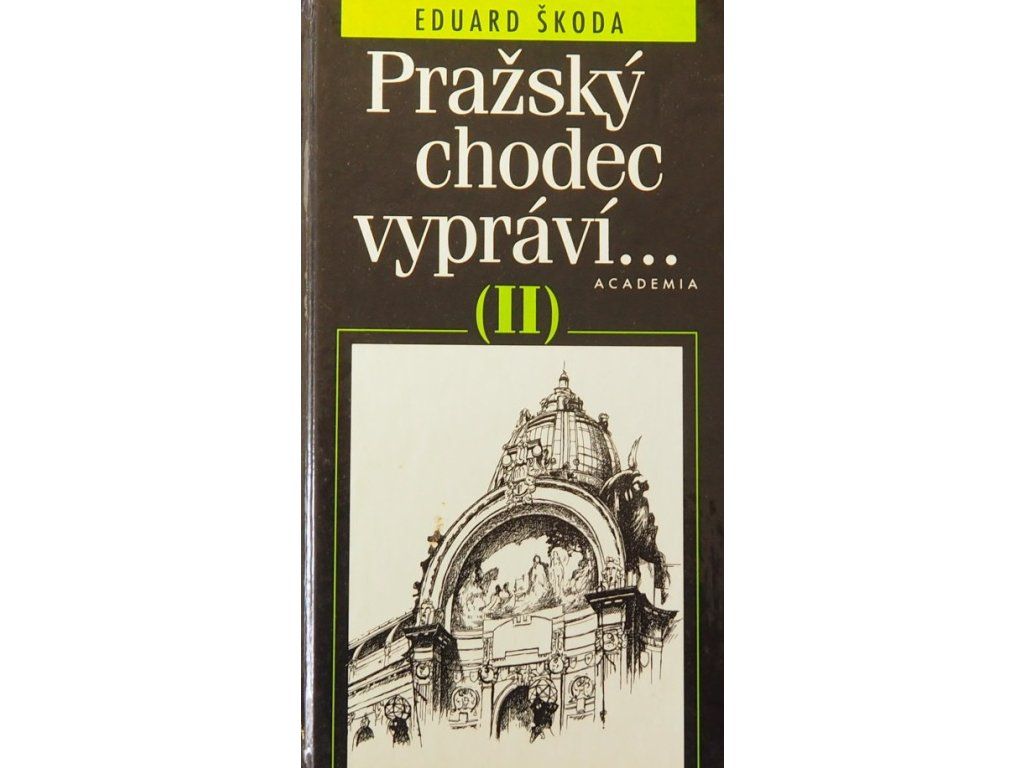 EDUARD ŠKODA
Pražský
chodec
vypráví...
ACADEMIA
(II)